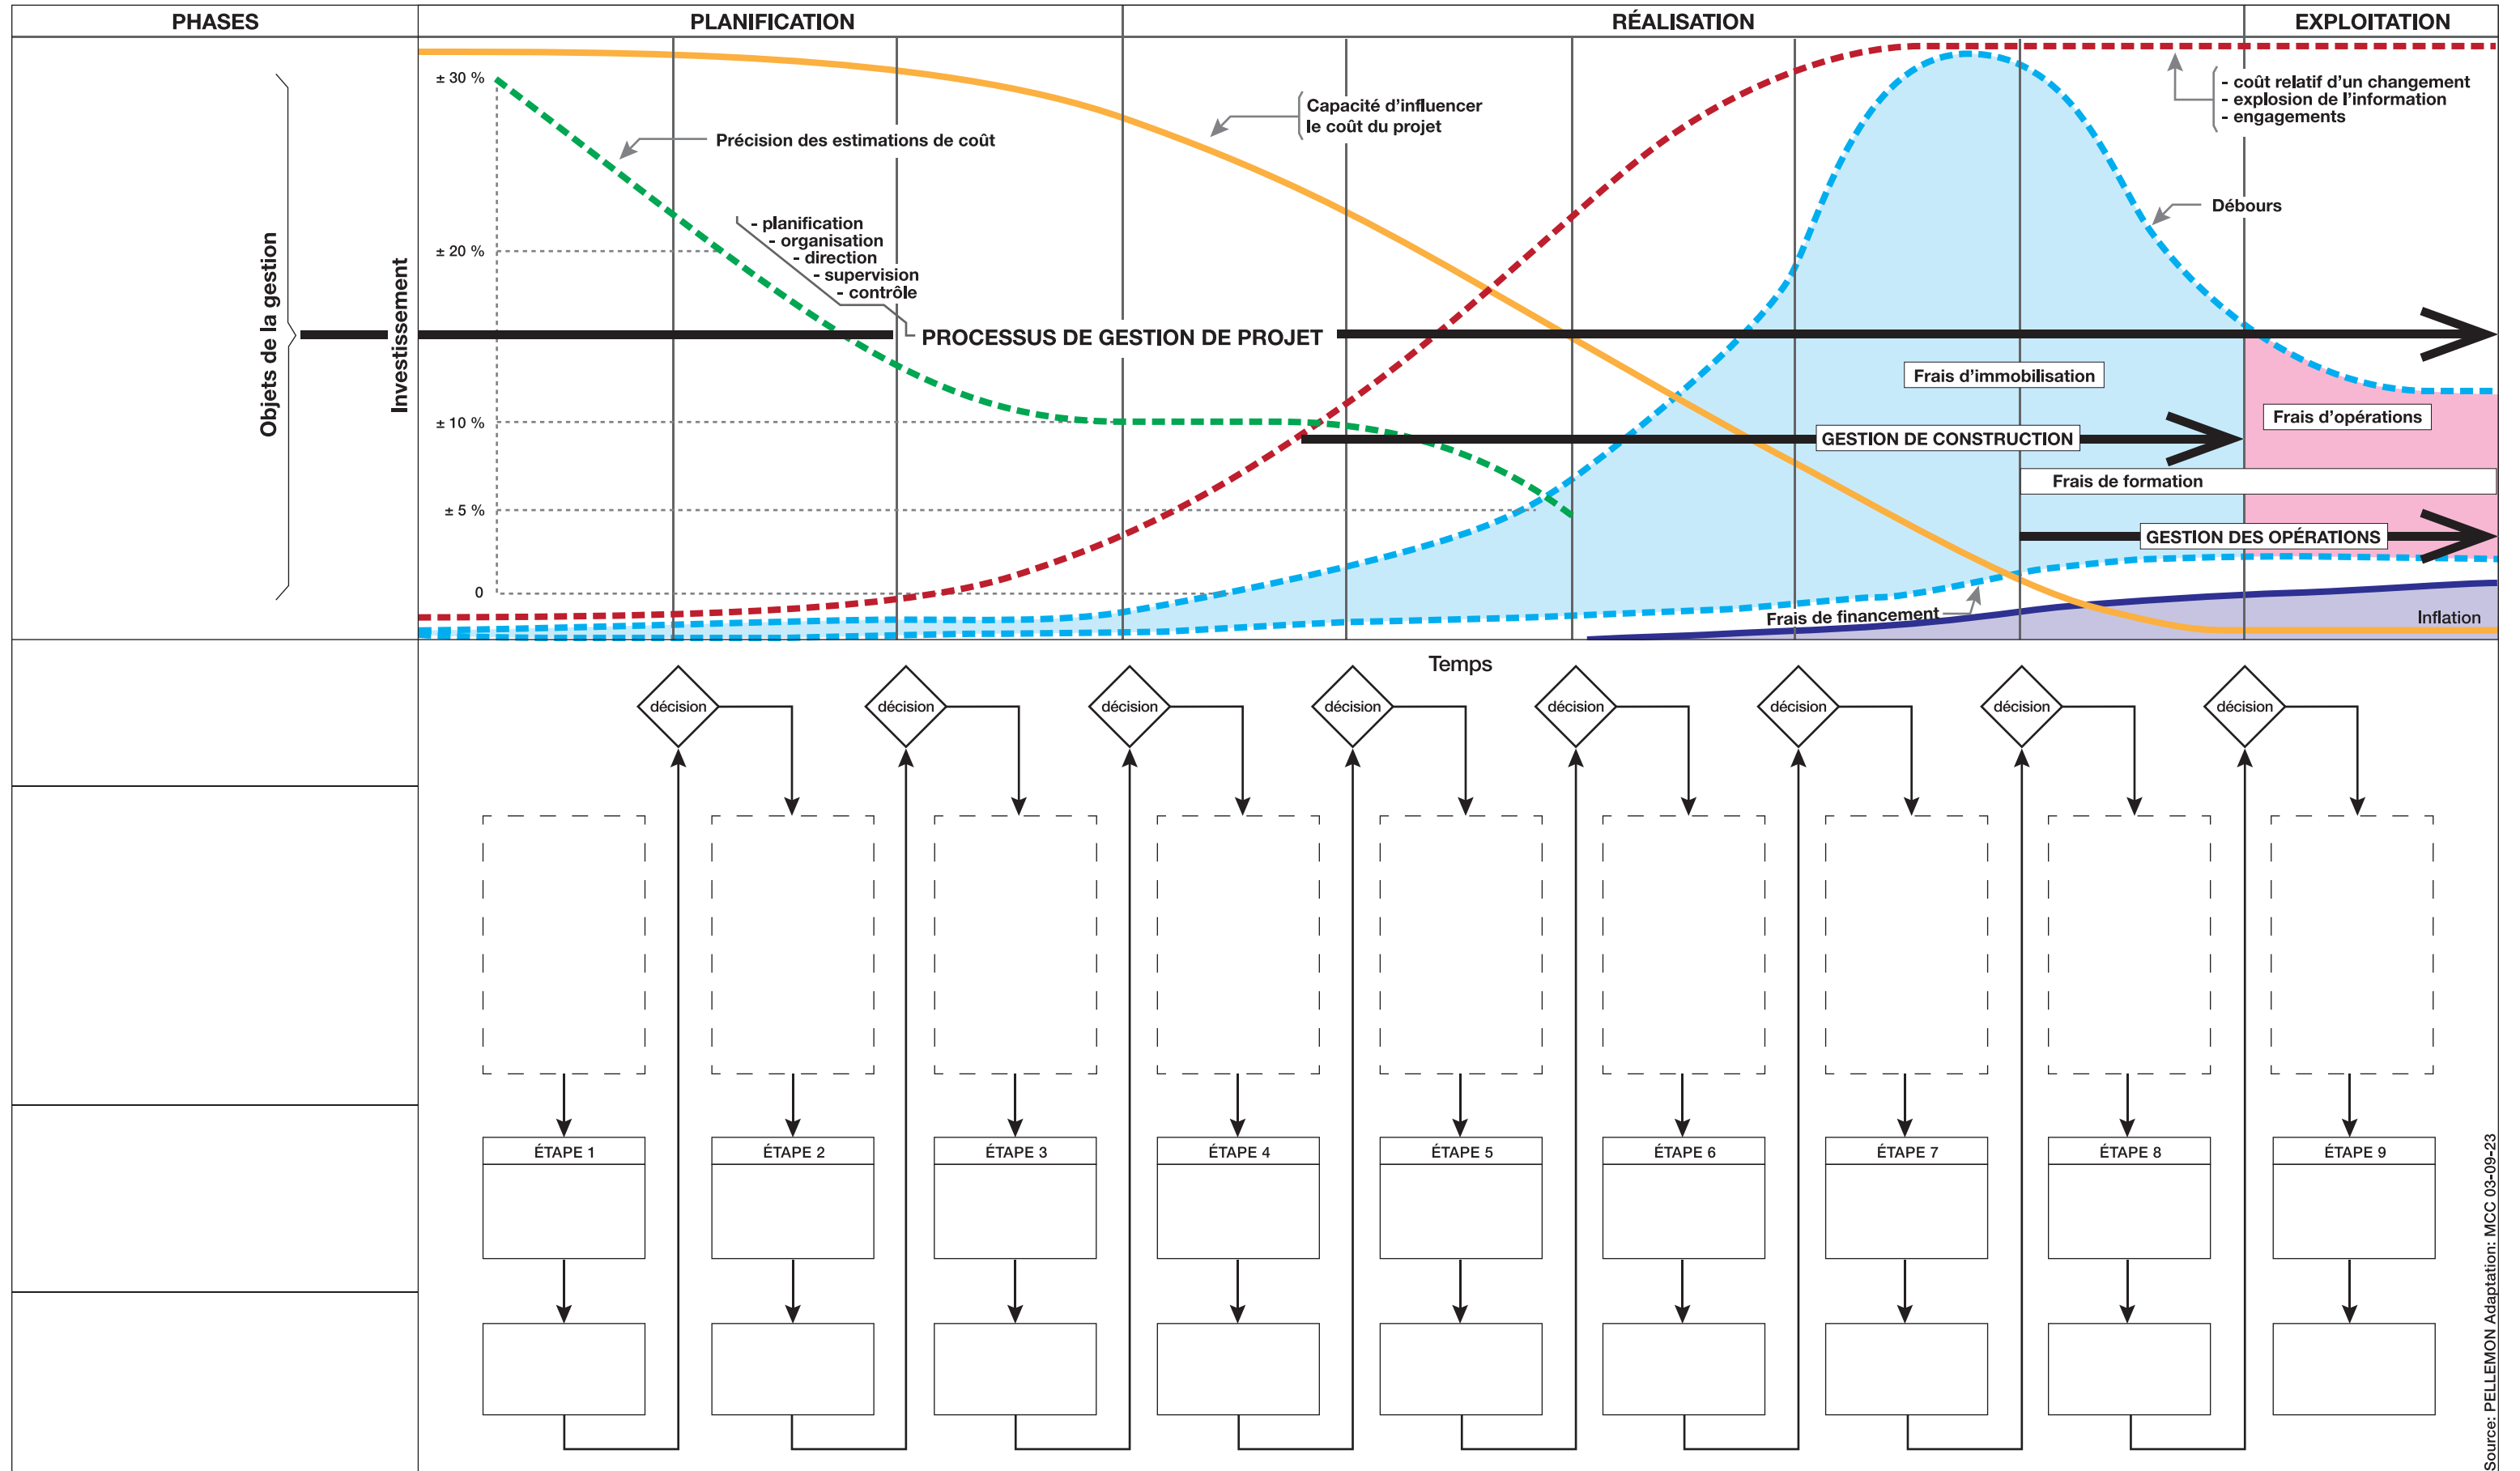 PHASES
PLANIFICATION
RÉALISATION
EXPLOITATION
Objets de la gestion
Investissement
± 30 %
± 20 %
± 10 %
± 5 %
0
Précision des estimations de coût
- planification
- organisation
- direction
- supervision
- contrôle
Capacité d'influencer
le coût du projet
- coût relatif d'un changement
- explosion de l'information
- engagements
Débours
PROCESSUS DE GESTION DE PROJET
Frais d'immobilisation
Frais d'opérations
GESTION DE CONSTRUCTION
Frais de formation
GESTION DES OPÉRATIONS
Frais de financement
Inflation
Temps
décision
décision
décision
décision
décision
décision
décision
décision
ÉTAPE 1
ÉTAPE 2
ÉTAPE 3
ÉTAPE 4
ÉTAPE 5
ÉTAPE 6
ÉTAPE 7
ÉTAPE 8
ÉTAPE 9
Source: PELLEMON Adaptation: MCC 03-09-23